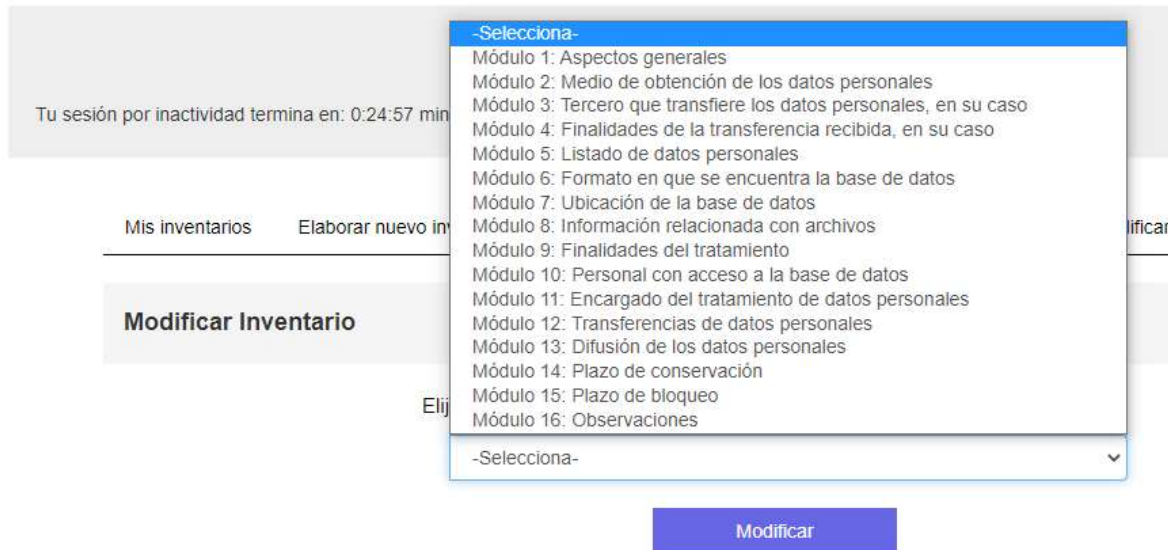 -Selecciona-
Módulo 1: Aspectos generales
Módulo 2: Medio de obtención de los datos personales
Módulo 3: Tercero que transfiere los datos personales, en su caso
Tu sesión por inactividad termina en: 0:24:57 min
Módulo 4: Finalidades de la transferencia recibida, en su caso
Módulo 5: Listado de datos personales
Módulo 6: Formato en que se encuentra la base de datos
Módulo 7: Ubicación de la base de datos
Mis inventarios Elaborar nuevo in
Módulo 8: Información relacionada con archivos
Módulo 9: Finalidades del tratamiento
Módulo 10: Personal con acceso a la base de datos
Módulo 11: Encargado del tratamiento de datos personales
Modificar Inventario
Módulo 12: Transferencias de datos personales
Módulo 13: Difusión de los datos personales
Módulo 14: Plazo de conservación
Módulo 15: Plazo de bloqueo
Elij
Módulo 16: Observaciones
-Selecciona-
Modificar